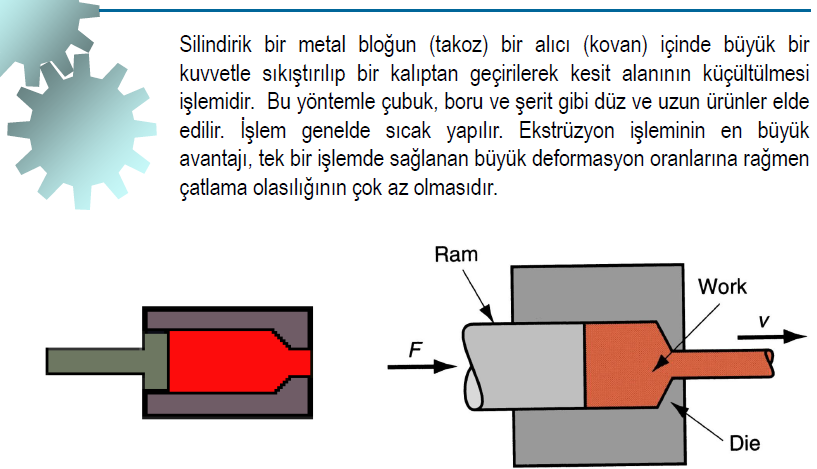 Silindirik bir metal bloğun (takoz) bir alıcı (kovan) içinde büyük bir
kuvvetle sıkıştırılıp bir kalıptan geçirilerek kesit alanının küçültülmesi
işlemidir. Bu yöntemle çubuk, boru ve şerit gibi düz ve uzun ürünler elde
edilir. İşlem genelde sıcak yapılır. Ekstrüzyon işleminin en büyük
avantajı, tek bir işlemde sağlanan büyük deformasyon oranlarına rağmen
çatlama olasılığının çok az olmasıdır.
Ram
Work
v
F
Die